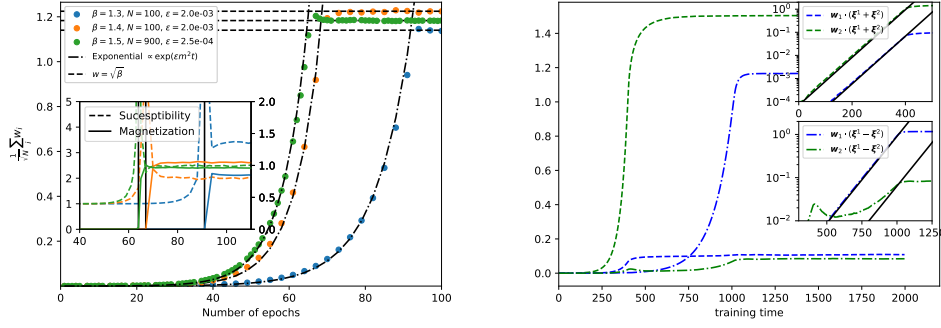 1.2
1.0
0.8
0.6
0.4
0.2
1/√N Σ_j w_j
β = 1.3, N = 100, ε = 2.0e-03
β = 1.4, N = 100, ε = 2.0e-03
β = 1.5, N = 900, ε = 2.5e-04
Exponential ∝ exp(εm²t)
w = √β
5
4
3
2
1
0
Suceptibility
Magnetization
2.0
1.5
1.0
0.5
0.0
40 60 80 100
0 20 40 60 80 100
Number of epochs
1.6
1.4
1.2
1.0
0.8
0.6
0.4
0.2
0.0
0 250 500 750 1000 1250 1500 1750 2000
training time
10⁰
10⁻¹
10⁻²
10⁻³
10⁻⁴
w₁ · (ξ¹ + ξ²)
w₂ · (ξ¹ + ξ²)
0 200 400
10⁰
10⁻¹
10⁻²
w₁ · (ξ¹ − ξ²)
w₂ · (ξ¹ − ξ²)
500 750 1000 1250